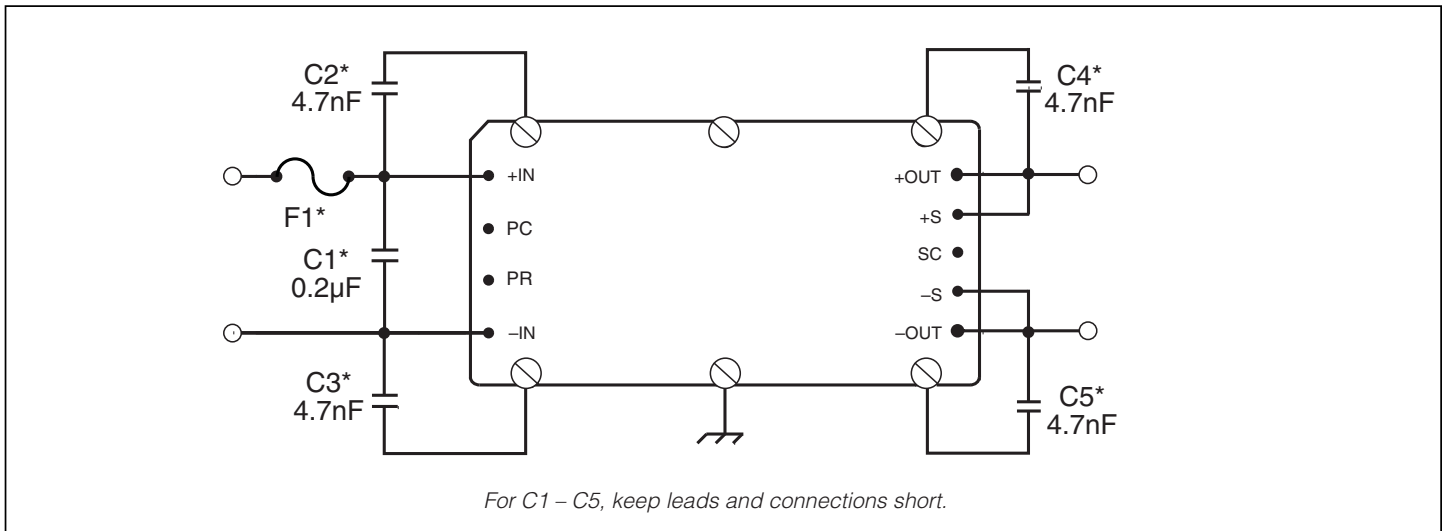 C2*
4.7nF
F1*
C1*
0.2µF
C3*
4.7nF
+IN
PC
PR
–IN
+OUT
+S
SC
–S
–OUT
C4*
4.7nF
C5*
4.7nF
For C1 – C5, keep leads and connections short.